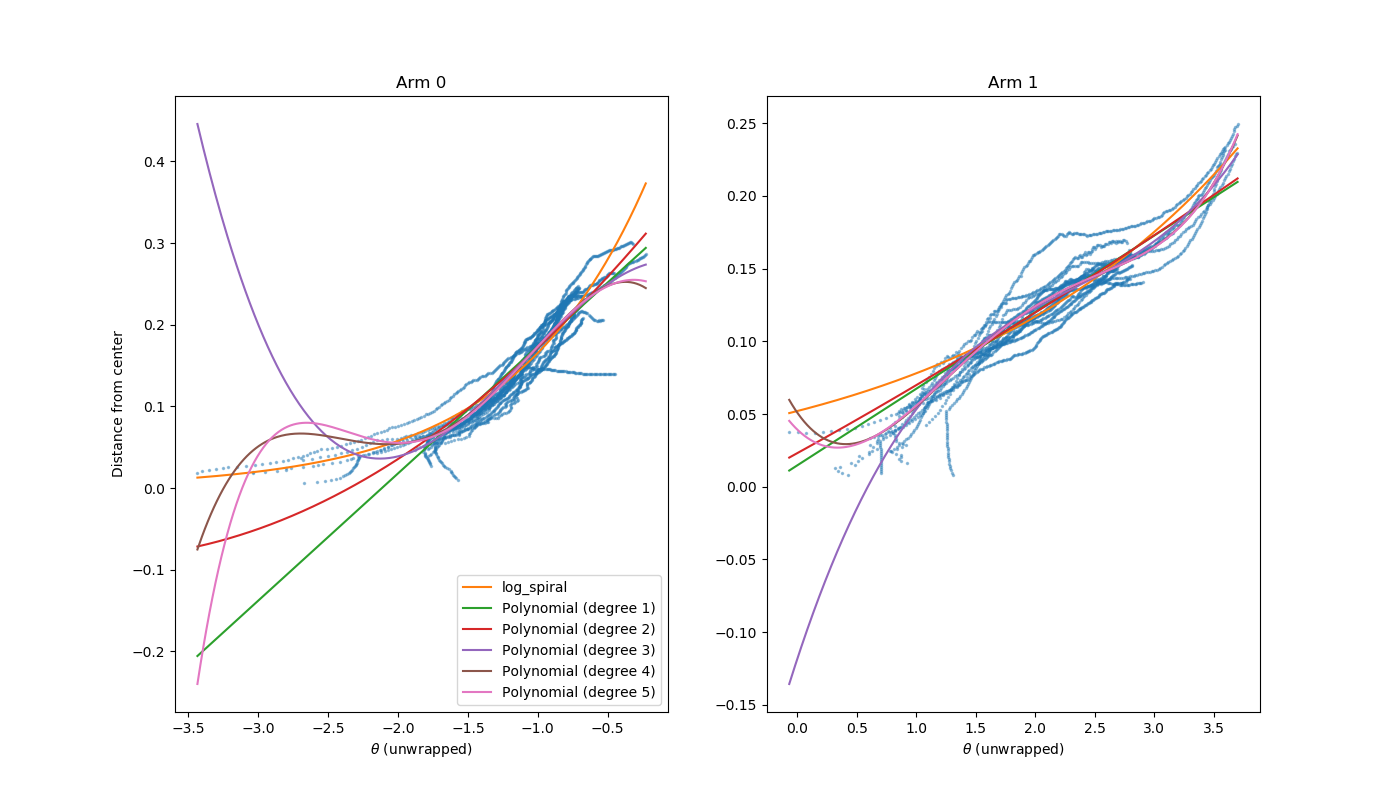 Arm 0
Arm 1
Distance from center
0.4
0.3
0.2
0.1
0.0
−0.1
−0.2
−3.5 −3.0 −2.5 −2.0 −1.5 −1.0 −0.5
θ (unwrapped)
log_spiral
Polynomial (degree 1)
Polynomial (degree 2)
Polynomial (degree 3)
Polynomial (degree 4)
Polynomial (degree 5)
0.25
0.20
0.15
0.10
0.05
0.00
−0.05
−0.10
−0.15
0.0 0.5 1.0 1.5 2.0 2.5 3.0 3.5
θ (unwrapped)